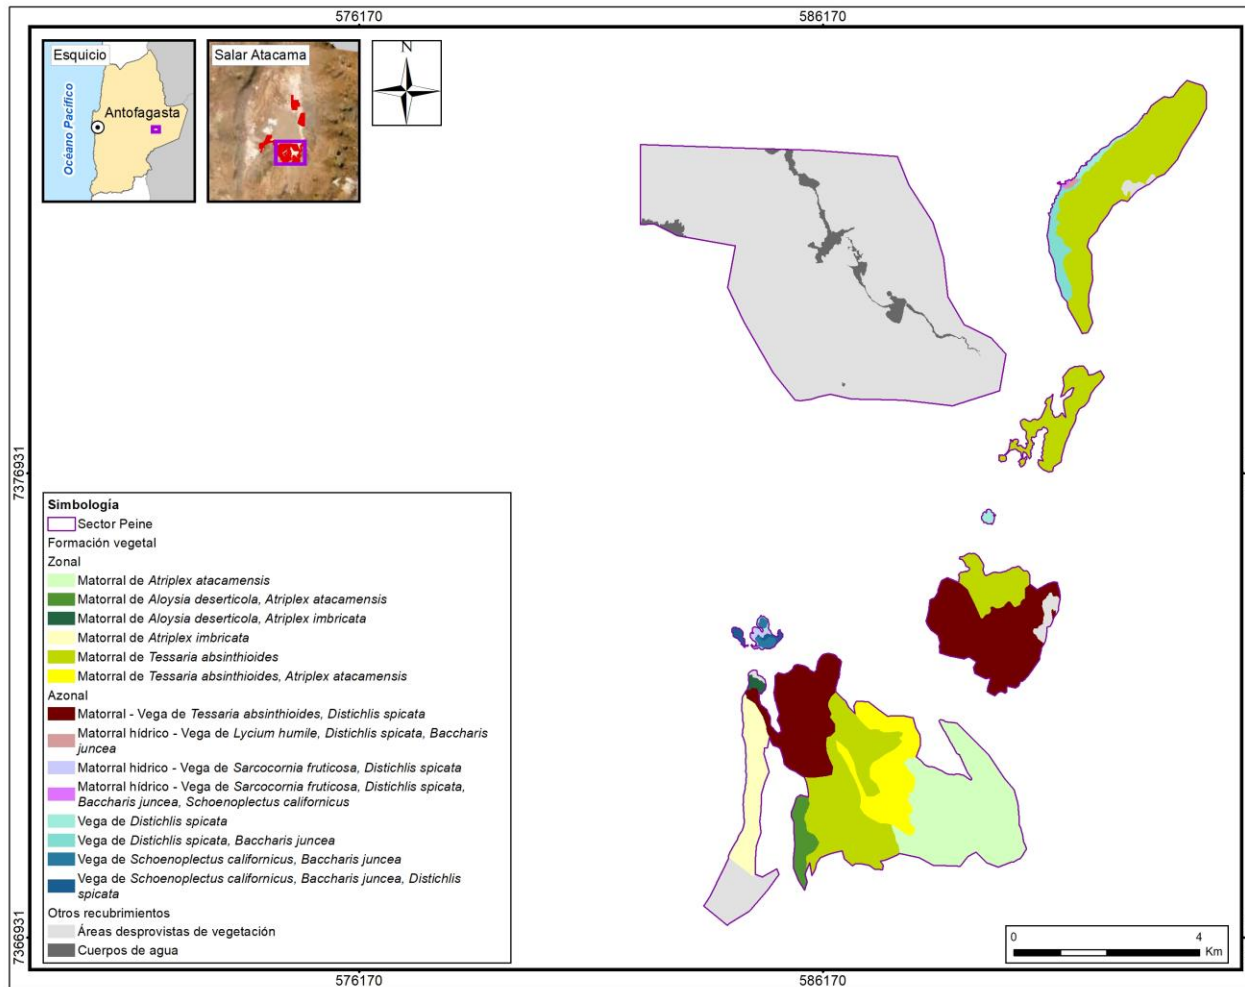 576170
586170
Esquicio
Océano Pacífico
Antofagasta
Salar Atacama
N
7376931
7366931
Simbología
Sector Peine
Formación vegetal
Zonal
Matorral de Atriplex atacamensis
Matorral de Aloysia deserticola, Atriplex atacamensis
Matorral de Aloysia deserticola, Atriplex imbricata
Matorral de Atriplex imbricata
Matorral de Tessaria absinthioides
Matorral de Tessaria absinthioides, Atriplex atacamensis
Azonal
Matorral - Vega de Tessaria absinthioides, Distichlis spicata
Matorral hídrico - Vega de Lycium humile, Distichlis spicata, Baccharis
juncea
Matorral hidrico - Vega de Sarcocornia fruticosa, Distichlis spicata
Matorral hídrico - Vega de Sarcocornia fruticosa, Distichlis spicata,
Baccharis juncea, Schoenoplectus californicus
Vega de Distichlis spicata
Vega de Distichlis spicata, Baccharis juncea
Vega de Schoenoplectus californicus, Baccharis juncea
Vega de Schoenoplectus californicus, Baccharis juncea, Distichlis
spicata
Otros recubrimientos
Áreas desprovistas de vegetación
Cuerpos de agua
0 4
Km
576170
586170